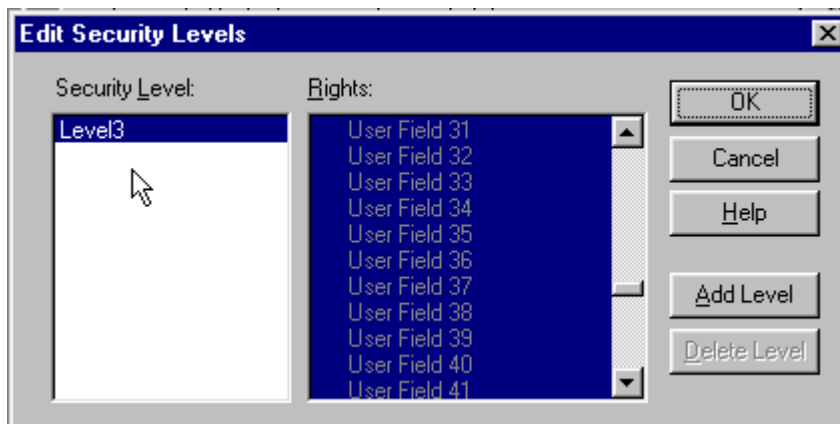 Edit Security Levels
Security Level:
Rights:
Level3
User Field 31
User Field 32
User Field 33
User Field 34
User Field 35
User Field 36
User Field 37
User Field 38
User Field 39
User Field 40
User Field 41
OK
Cancel
Help
Add Level
Delete Level